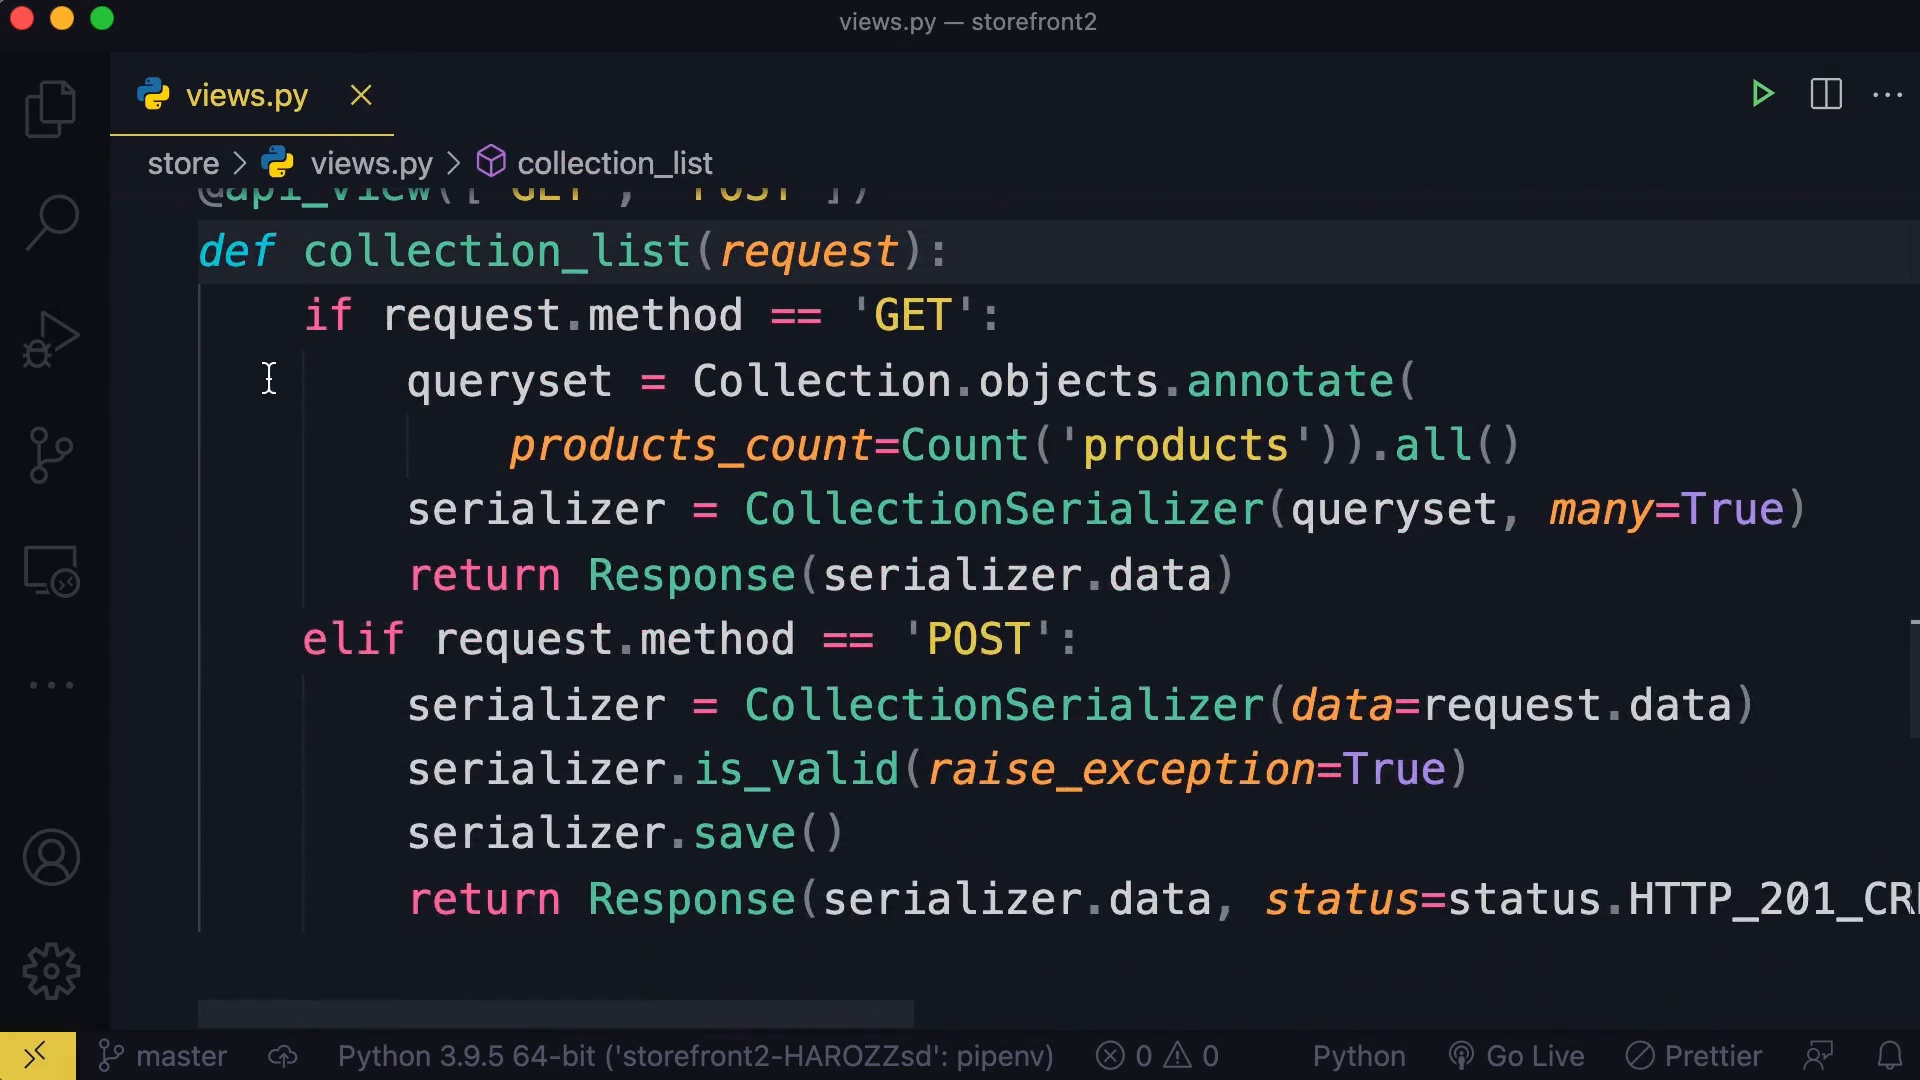 views.py — storefront2
views.py
store > views.py > collection_list
@api_view(['GET', 'POST'])
def collection_list(request):
if request.method == 'GET':
queryset = Collection.objects.annotate(
products_count=Count('products')).all()
serializer = CollectionSerializer(queryset, many=True)
return Response(serializer.data)
elif request.method == 'POST':
serializer = CollectionSerializer(data=request.data)
serializer.is_valid(raise_exception=True)
serializer.save()
return Response(serializer.data, status=status.HTTP_201_CR
master Python 3.9.5 64-bit ('storefront2-HAROZZsd': pipenv) 0 0 Python Go Live Prettier